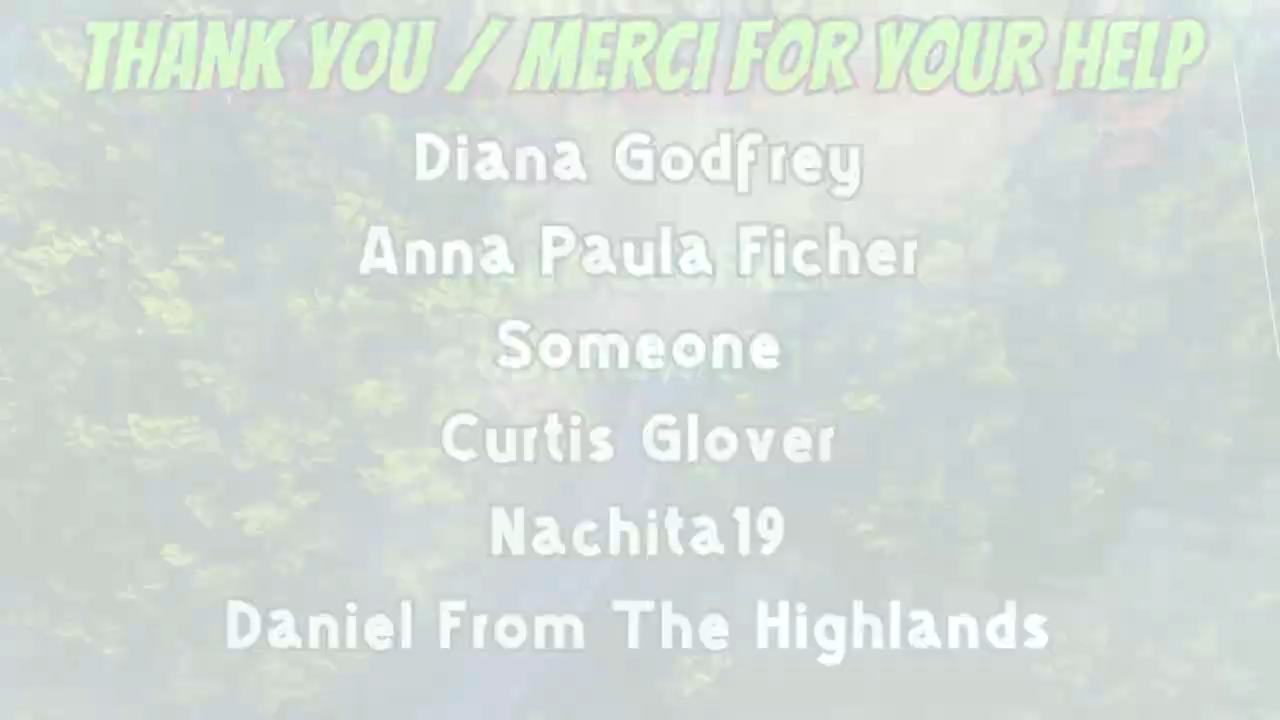 THANK YOU / MERCI FOR YOUR HELP
Diana Godfrey
Anna Paula Ficher
Someone
Curtis Glover
Nachita19
Daniel From The Highlands